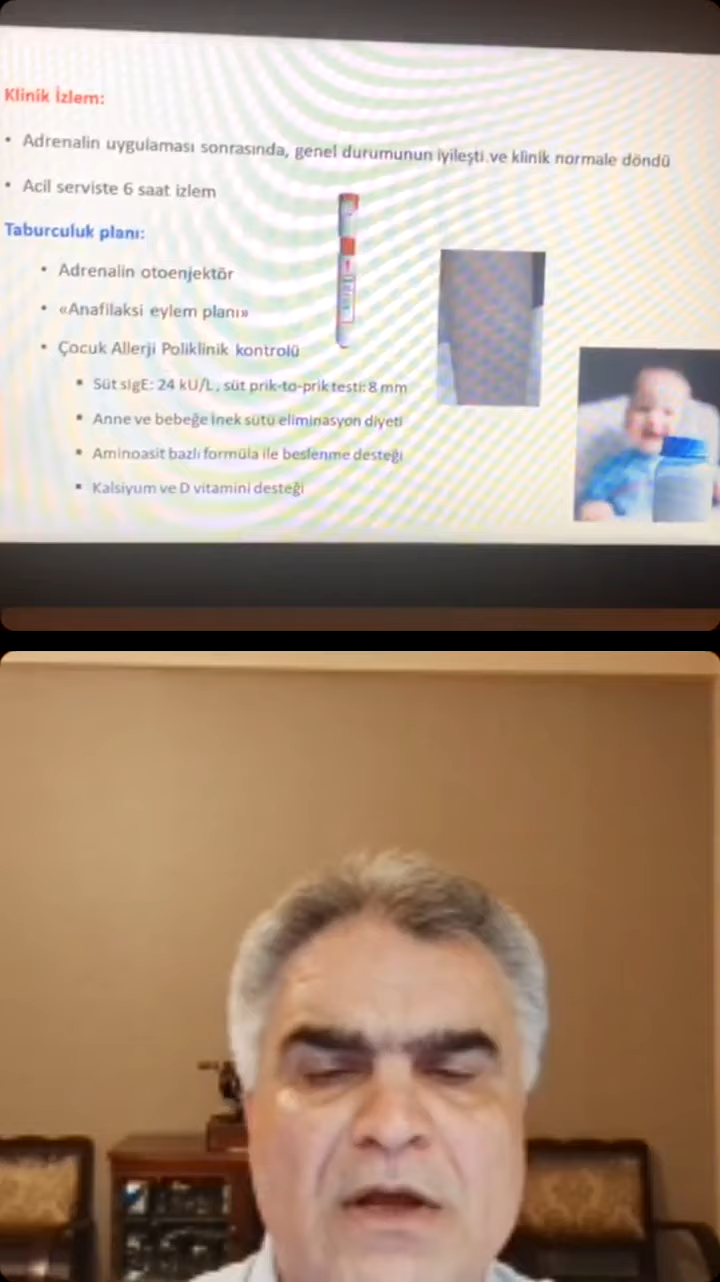 Klinik İzlem:
• Adrenalin uygulaması sonrasında, genel durumunun iyileşti ve klinik normale döndü
• Acil serviste 6 saat izlem
Taburculuk planı:
• Adrenalin otoenjektör
• «Anafilaksi eylem planı»
• Çocuk Allerji Poliklinik kontrolü
▪ Süt sIgE: 24 kU/L , süt prik-to-prik testi: 8 mm
▪ Anne ve bebeğe inek sütü eliminasyon diyeti
▪ Aminoasit bazlı formüla ile beslenme desteği
▪ Kalsiyum ve D vitamini desteği